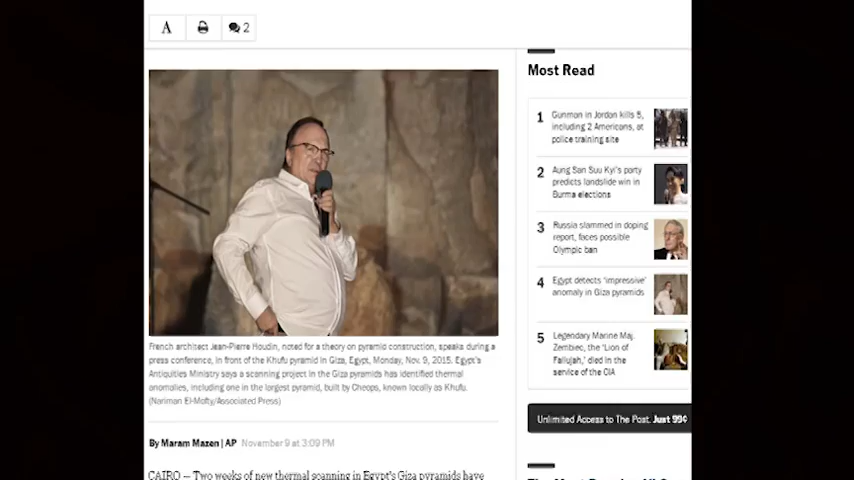 A
2
French architect Jean-Pierre Houdin, noted for a theory on pyramid construction, speaks during a
press conference, in front of the Khufu pyramid in Giza, Egypt, Monday, Nov. 9, 2015. Egypt's
Antiquities Ministry says a scanning project in the Giza pyramids has identified thermal
anomalies, including one in the largest pyramid, built by Cheops, known locally as Khufu.
(Nariman El-Mofty/Associated Press)
By Maram Mazen | AP November 9 at 3:09 PM
CAIRO — Two weeks of new thermal scanning in Egypt's Giza pyramids have
Most Read
1 Gunman in Jordan kills 5,
including 2 Americans, at
police training site
2 Aung San Suu Kyi's party
predicts landslide win in
Burma elections
3 Russia slammed in doping
report, faces possible
Olympic ban
4 Egypt detects 'impressive'
anomaly in Giza pyramids
5 Legendary Marine Maj.
Zembiec, the 'Lion of
Fallujah,' died in the
service of the CIA
Unlimited Access to The Post. Just 99¢